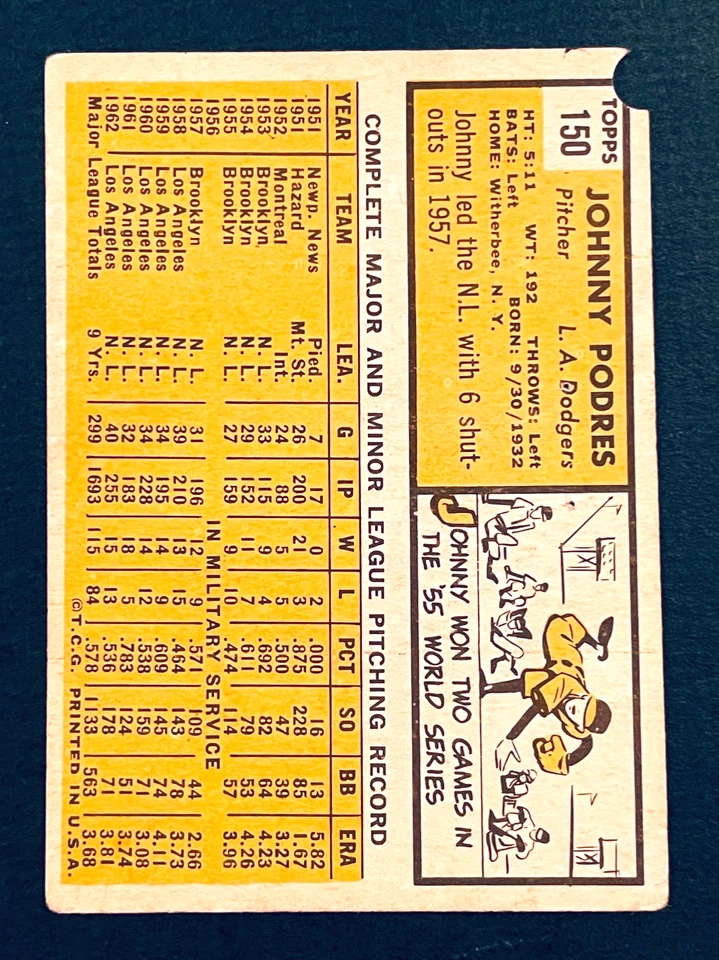 TOPPS
150
JOHNNY PODRES
Pitcher L. A. Dodgers
HT: 5:11 WT: 192 THROWS: Left
BATS: Left BORN: 9/30/1932
HOME: Witherbee, N. Y.
Johnny led the N.L. with 6 shut-
outs in 1957.
JOHNNY WON TWO GAMES IN
THE '55 WORLD SERIES
COMPLETE MAJOR AND MINOR LEAGUE PITCHING RECORD
YEAR TEAM LEA. G IP W L PCT SO BB ERA
1951 Newp. News Pied. 7 17 0 2 .000 16 13 5.82
1951 Hazard Mt. St. 26 200 21 3 .875 228 85 1.67
1952 Montreal Int. 24 88 5 5 .500 47 39 3.27
1953 Brooklyn N. L. 33 115 9 4 .692 82 64 4.23
1954 Brooklyn N. L. 29 152 11 7 .611 79 53 4.26
1955 Brooklyn N. L. 27 159 9 10 .474 114 57 3.96
1956 IN MILITARY SERVICE
1957 Brooklyn N. L. 31 196 12 9 .571 109 44 2.66
1958 Los Angeles N. L. 39 210 13 15 .464 143 78 3.73
1959 Los Angeles N. L. 34 195 14 9 .609 145 74 4.11
1960 Los Angeles N. L. 34 228 14 12 .538 159 71 3.08
1961 Los Angeles N. L. 32 183 18 5 .783 124 51 3.74
1962 Los Angeles N. L. 40 255 15 13 .536 178 71 3.81
Major League Totals 9 Yrs. 299 1693 115 84 .578 1133 563 3.68
© T.C.G. PRINTED IN U.S.A.